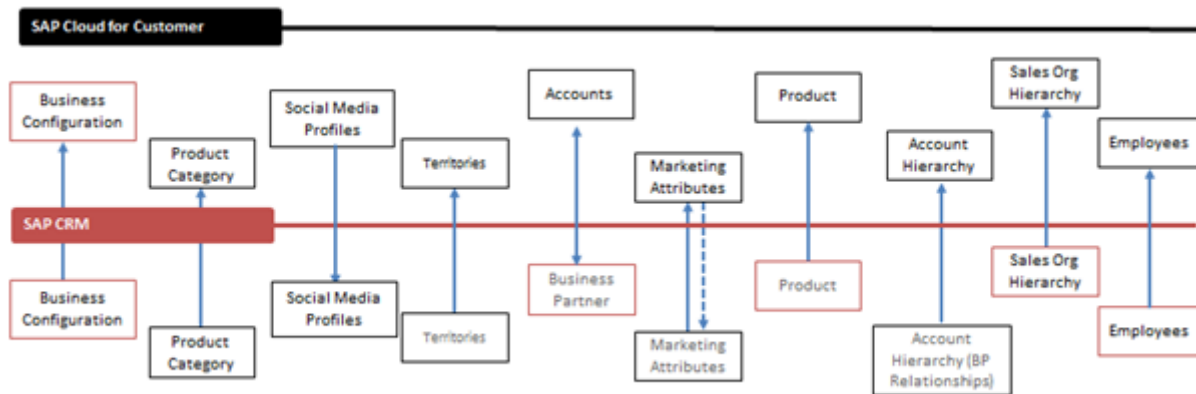 SAP Cloud for Customer
Business
Configuration
Product
Category
Social Media
Profiles
Territories
Accounts
Marketing
Attributes
Product
Account
Hierarchy
Sales Org
Hierarchy
Employees
SAP CRM
Business
Configuration
Product
Category
Social Media
Profiles
Territories
Business
Partner
Marketing
Attributes
Product
Account
Hierarchy (BP
Relationships)
Sales Org
Hierarchy
Employees